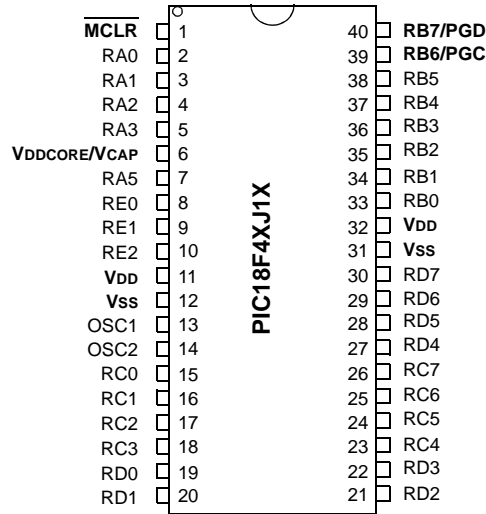 MCLR 1 40 RB7/PGD
RA0 2 39 RB6/PGC
RA1 3 38 RB5
RA2 4 37 RB4
RA3 5 36 RB3
VDDCORE/VCAP 6 35 RB2
RA5 7 34 RB1
RE0 8 33 RB0
RE1 9 32 VDD
RE2 10 31 VSS
VDD 11 30 RD7
VSS 12 29 RD6
OSC1 13 28 RD5
OSC2 14 27 RD4
RC0 15 26 RC7
RC1 16 25 RC6
RC2 17 24 RC5
RC3 18 23 RC4
RD0 19 22 RD3
RD1 20 21 RD2
PIC18F4XJ1X